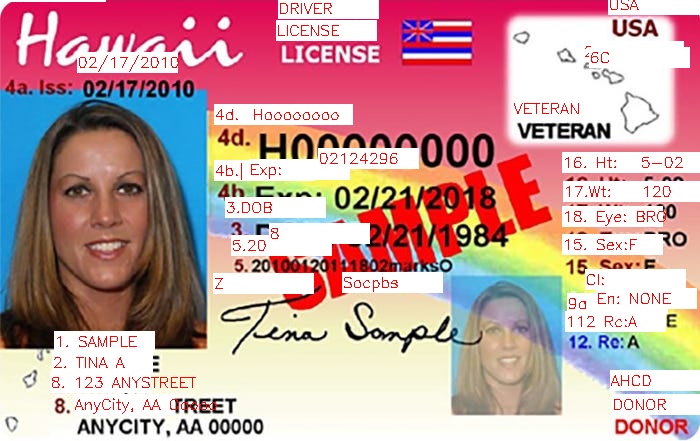 DRIVER
USA
Hawaii
LICENSE
USA
LICENSE
02/17/2010
6C
4a. Iss: 02/17/2010
VETERAN
VETERAN
4d. Hoooooooo
4d. H00000000
02124296
4b.| Exp:
4b. Exp: 02/21/2018
16. Ht: 5-02
17.Wt: 120
3.DOB
18. Eye: BRG
BRO
8
3. 02/21/1984
5.20
15. Sex:F
5. 20100120111802marksO
15 Sex: F
SAMPLE
Z Socpbs
Cl:
9a En: NONE
Tina Sample
112 Rc:A
12. Re: A
1. SAMPLE
2. TINA A
8. 123 ANYSTREET
AHCD
8. AnyCity, AA
TREET
DONOR
ANYCITY, AA 00000
DONOR